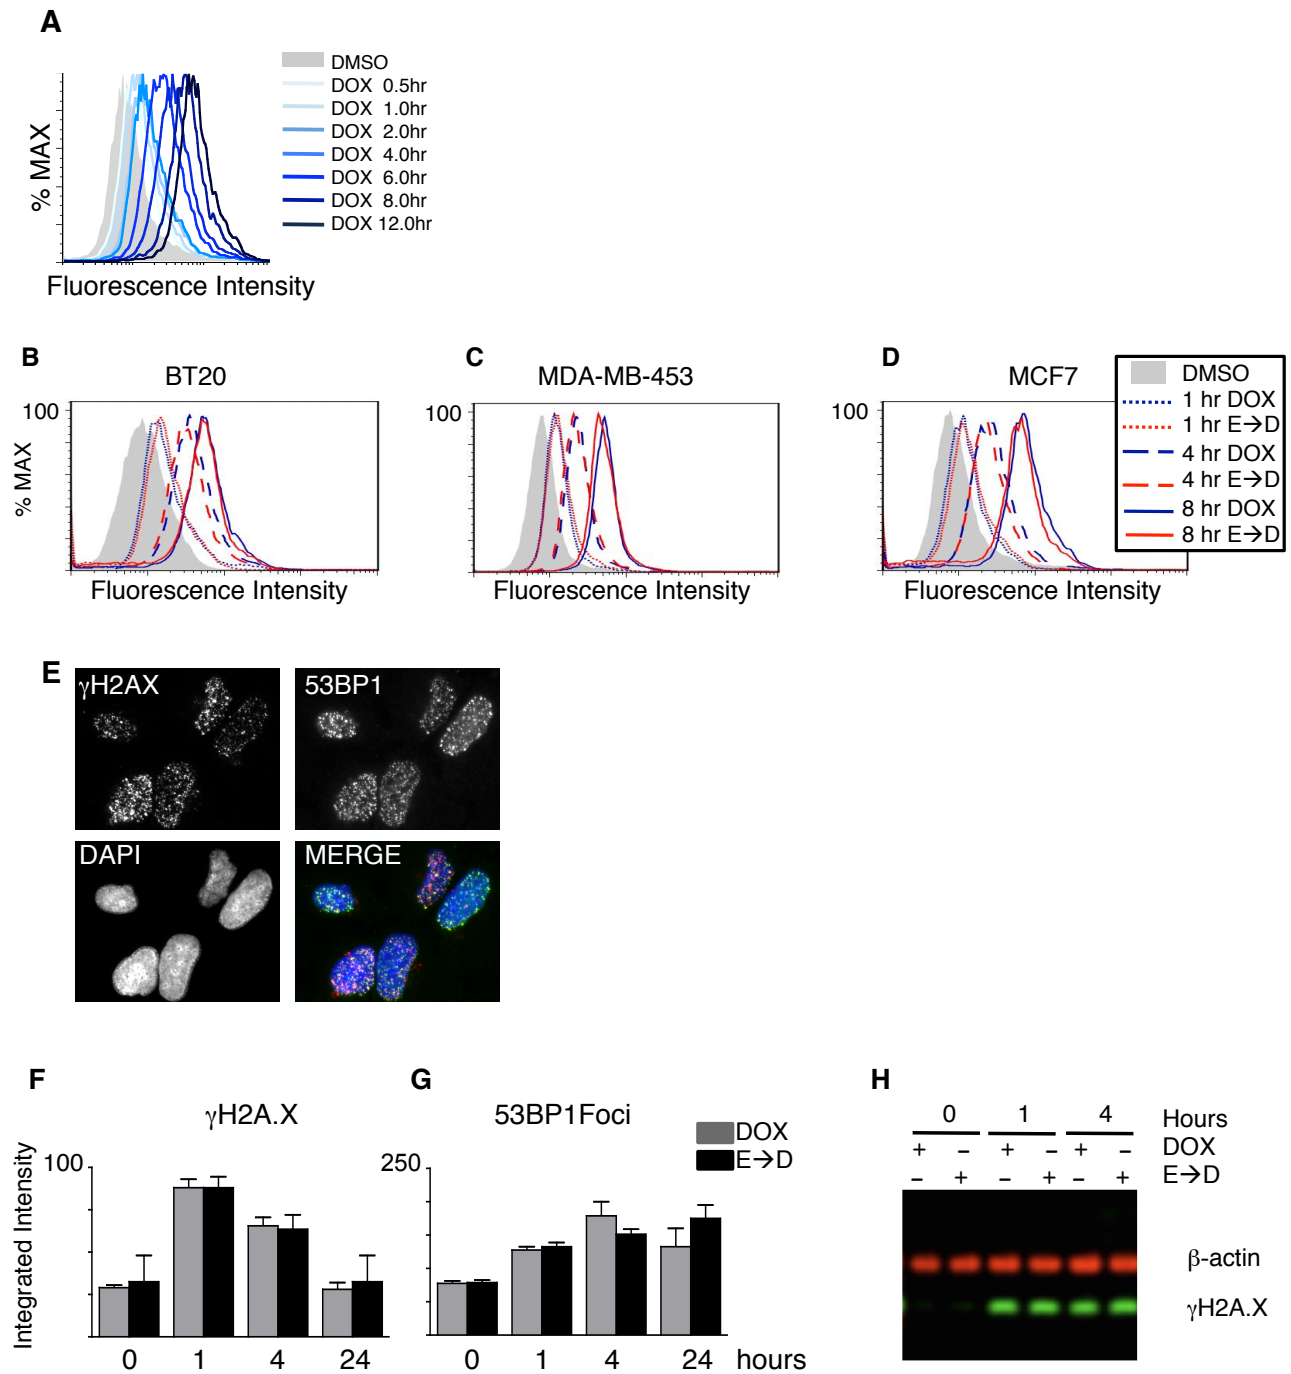 A
DMSO
DOX 0.5hr
DOX 1.0hr
DOX 2.0hr
DOX 4.0hr
DOX 6.0hr
DOX 8.0hr
DOX 12.0hr
% MAX
Fluorescence Intensity
B
BT20
100
% MAX
Fluorescence Intensity
C
MDA-MB-453
100
Fluorescence Intensity
D
MCF7
100
Fluorescence Intensity
DMSO
1 hr DOX
1 hr E→D
4 hr DOX
4 hr E→D
8 hr DOX
8 hr E→D
E
γH2AX
53BP1
DAPI
MERGE
F
γH2A.X
100
Integrated Intensity
0 1 4 24
G
53BP1Foci
250
DOX
E→D
0 1 4 24 hours
H
0 1 4 Hours
+ – + – + – DOX
– + – + – + E→D
β-actin
γH2A.X